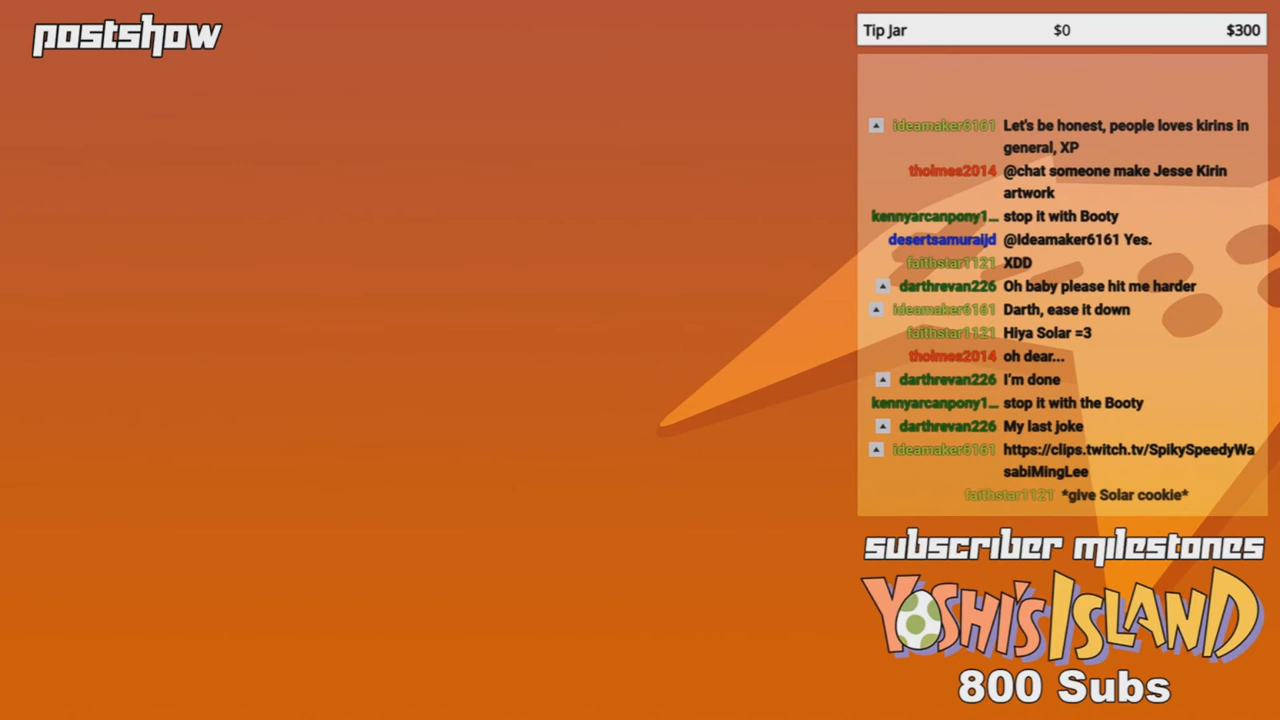 postshow
Tip Jar $0 $300
ideamaker6161 Let's be honest, people loves kirins in
general, XP
tholmes2014 @chat someone make Jesse Kirin
artwork
kennyarcanpony1... stop it with Booty
desertsamuraijd @Ideamaker6161 Yes.
faithstar1121 XDD
darthrevan226 Oh baby please hit me harder
ideamaker6161 Darth, ease it down
faithstar1121 Hiya Solar =3
tholmes2014 oh dear...
darthrevan226 I'm done
kennyarcanpony1... stop it with the Booty
darthrevan226 My last joke
ideamaker6161 https://clips.twitch.tv/SpikySpeedyWa
sabiMingLee
faithstar1121 *give Solar cookie*
subscriber milestones
YOSHI'S ISLAND
800 Subs